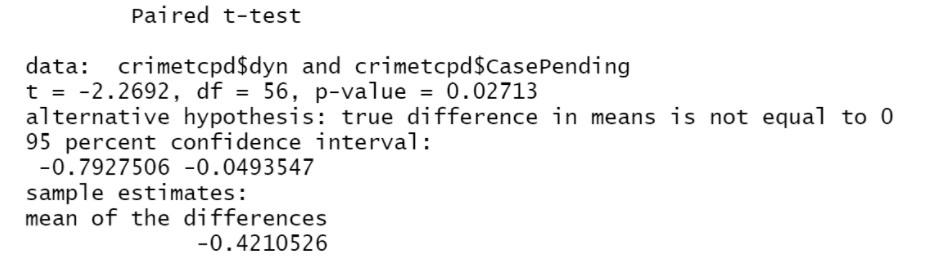 Paired t-test
data: crimetcpd$dyn and crimetcpd$CasePending
t = -2.2692, df = 56, p-value = 0.02713
alternative hypothesis: true difference in means is not equal to 0
95 percent confidence interval:
-0.7927506 -0.0493547
sample estimates:
mean of the differences
-0.4210526